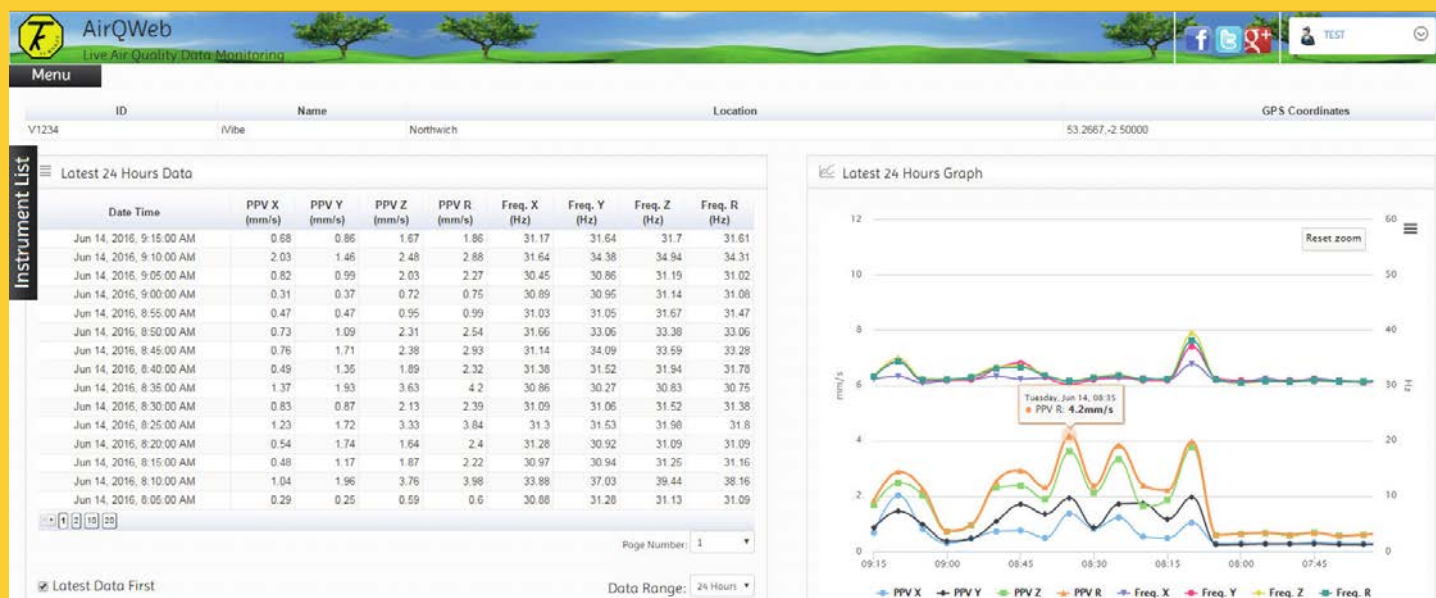 AirQWeb
Live Air Quality Data Monitoring
TEST
Menu
ID Name Location GPS Coordinates
V1234 iVibe Northwich 53.2667,-2.50000
Instrument List
Latest 24 Hours Data
Date Time PPV X (mm/s) PPV Y (mm/s) PPV Z (mm/s) PPV R (mm/s) Freq. X (Hz) Freq. Y (Hz) Freq. Z (Hz) Freq. R (Hz)
Jun 14, 2016, 9:15:00 AM 0.68 0.86 1.67 1.86 31.17 31.64 31.7 31.61
Jun 14, 2016, 9:10:00 AM 2.03 1.46 2.48 2.88 31.64 34.38 34.94 34.31
Jun 14, 2016, 9:05:00 AM 0.82 0.99 2.03 2.27 30.45 30.86 31.19 31.02
Jun 14, 2016, 9:00:00 AM 0.31 0.37 0.72 0.75 30.89 30.95 31.14 31.08
Jun 14, 2016, 8:55:00 AM 0.47 0.47 0.95 0.99 31.03 31.05 31.67 31.47
Jun 14, 2016, 8:50:00 AM 0.73 1.09 2.31 2.54 31.66 33.06 33.38 33.06
Jun 14, 2016, 8:45:00 AM 0.76 1.71 2.38 2.93 31.14 34.09 33.59 33.28
Jun 14, 2016, 8:40:00 AM 0.49 1.35 1.89 2.32 31.38 31.52 31.94 31.78
Jun 14, 2016, 8:35:00 AM 1.37 1.93 3.63 4.2 30.86 30.27 30.83 30.75
Jun 14, 2016, 8:30:00 AM 0.83 0.87 2.13 2.39 31.09 31.06 31.52 31.38
Jun 14, 2016, 8:25:00 AM 1.23 1.72 3.33 3.84 31.3 31.53 31.98 31.8
Jun 14, 2016, 8:20:00 AM 0.54 1.74 1.64 2.4 31.28 30.92 31.09 31.09
Jun 14, 2016, 8:15:00 AM 0.48 1.17 1.87 2.22 30.97 30.94 31.25 31.16
Jun 14, 2016, 8:10:00 AM 1.04 1.96 3.76 3.98 33.88 37.03 39.44 38.16
Jun 14, 2016, 8:05:00 AM 0.29 0.25 0.59 0.6 30.88 31.28 31.13 31.09
1 2 10 20
Page Number: 1
Latest Data First
Data Range: 24 Hours
Latest 24 Hours Graph
12 60
Reset zoom
10 50
8 40
mm/s
6 30
Hz
Tuesday, Jun 14, 08:35
PPV R: 4.2mm/s
4 20
2 10
0 0
09:15 09:00 08:45 08:30 08:15 08:00 07:45
PPV X PPV Y PPV Z PPV R Freq. X Freq. Y Freq. Z Freq. R